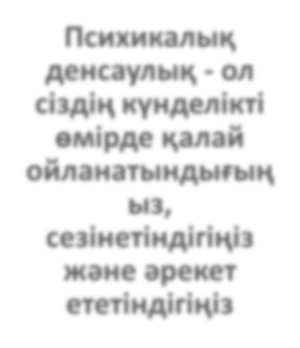 Психикалық
денсаулық - ол
сіздің күнделікті
өмірде қалай
ойланатындығың
ыз,
сезінетіндігіңіз
және әрекет
ететіндігіңіз